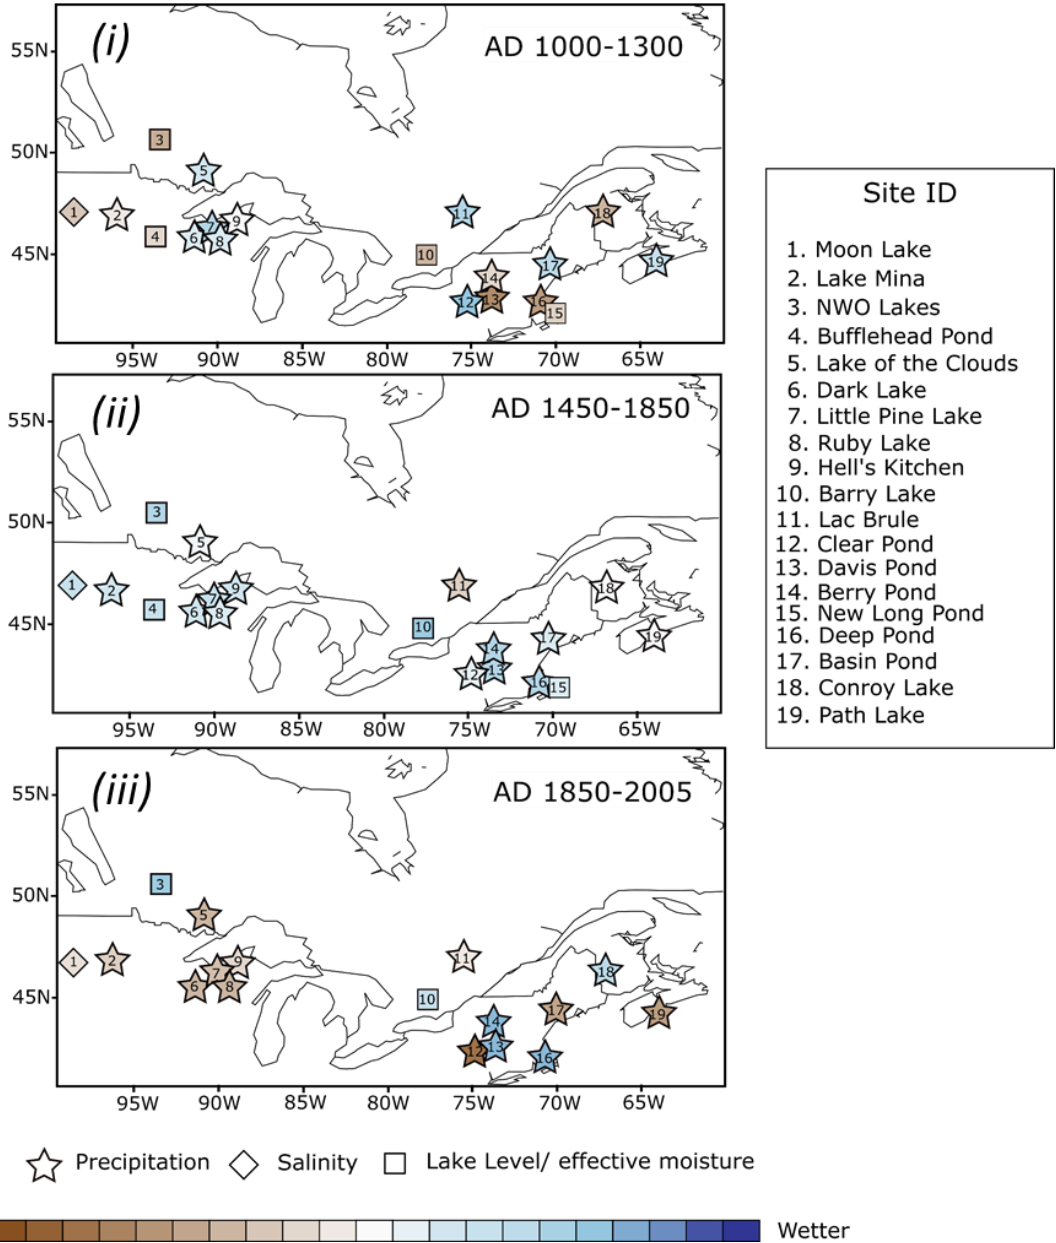 (i)
AD 1000-1300
55N
50N
45N
3
5
1
2
4
6
7
8
9
10
11
12
13
14
15
16
17
18
19
95W 90W 85W 80W 75W 70W 65W
(ii)
AD 1450-1850
55N
50N
45N
3
5
1
2
4
6
7
8
9
10
11
12
13
14
15
16
17
18
19
95W 90W 85W 80W 75W 70W 65W
(iii)
AD 1850-2005
55N
50N
45N
3
5
1
2
6
7
8
9
10
11
12
13
14
16
17
18
19
95W 90W 85W 80W 75W 70W 65W
Site ID
1. Moon Lake
2. Lake Mina
3. NWO Lakes
4. Bufflehead Pond
5. Lake of the Clouds
6. Dark Lake
7. Little Pine Lake
8. Ruby Lake
9. Hell's Kitchen
10. Barry Lake
11. Lac Brule
12. Clear Pond
13. Davis Pond
14. Berry Pond
15. New Long Pond
16. Deep Pond
17. Basin Pond
18. Conroy Lake
19. Path Lake
Precipitation Salinity Lake Level/ effective moisture
Wetter